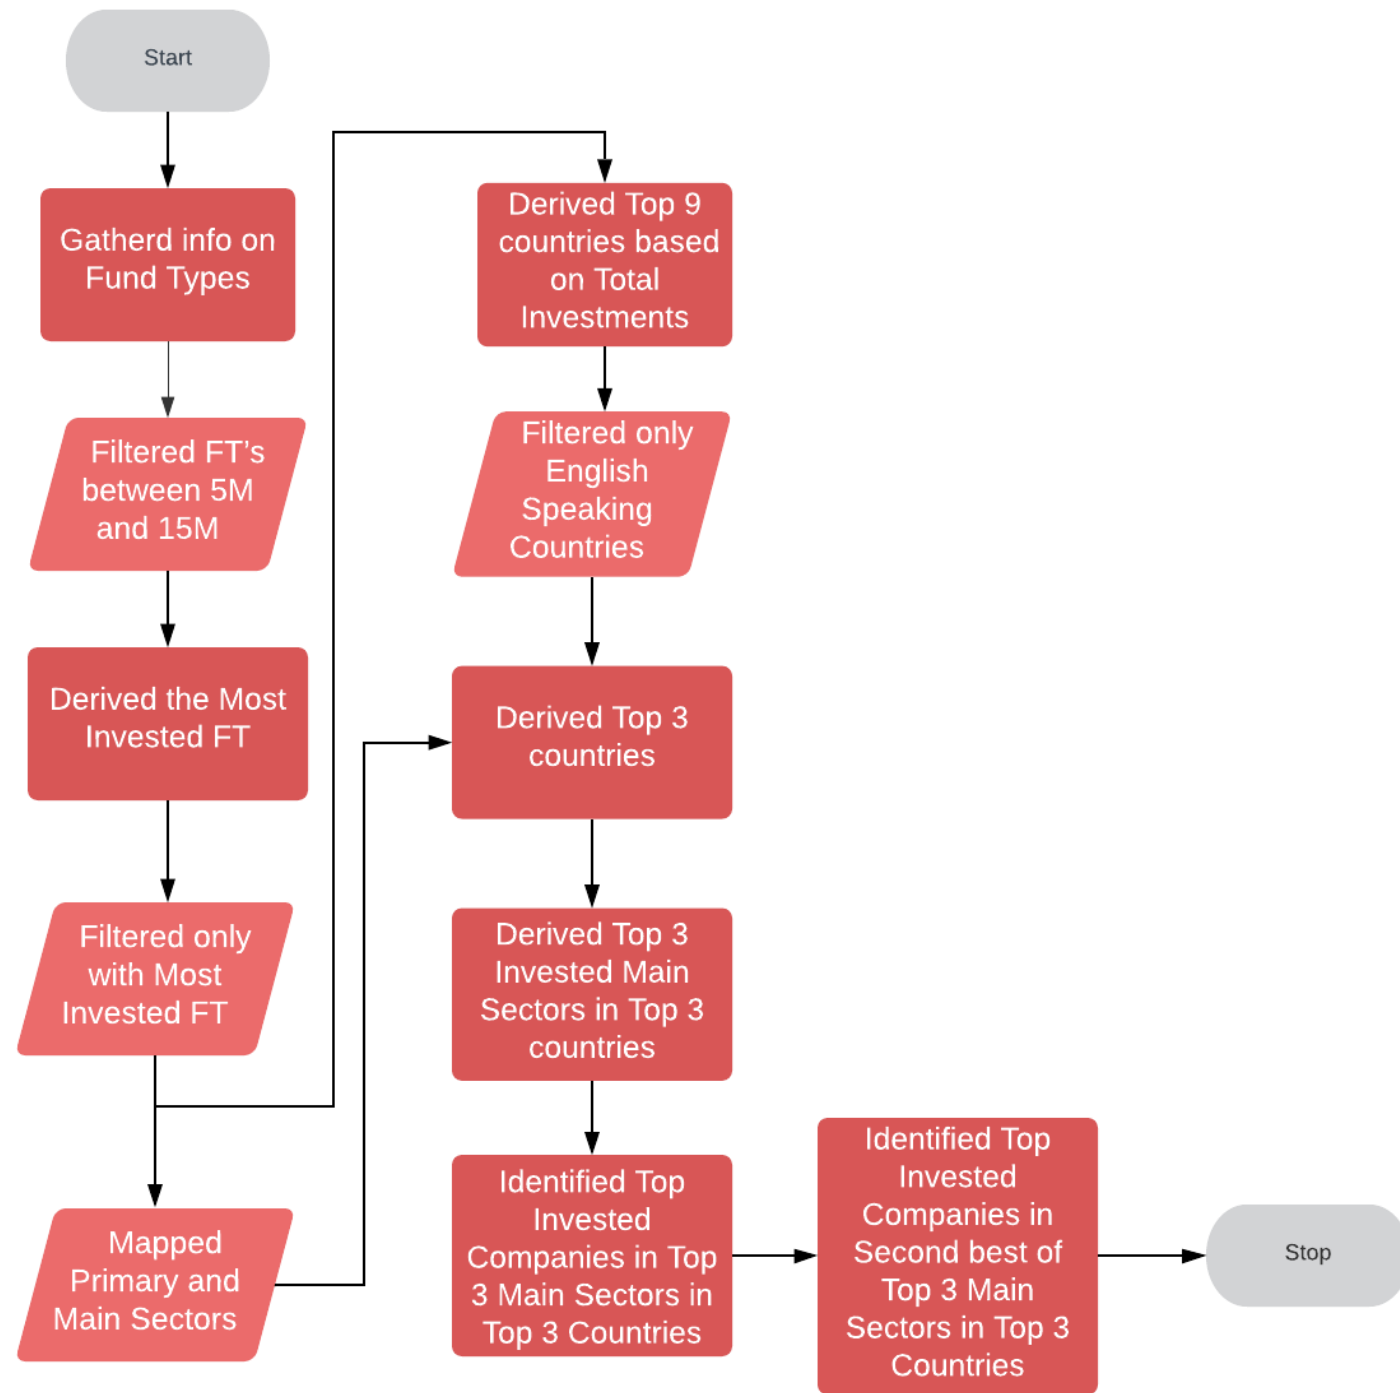 Start
Gatherd info on
Fund Types
Filtered FT's
between 5M
and 15M
Derived the Most
Invested FT
Filtered only
with Most
Invested FT
Mapped
Primary and
Main Sectors
Derived Top 9
countries based
on Total
Investments
Filtered only
English
Speaking
Countries
Derived Top 3
countries
Derived Top 3
Invested Main
Sectors in Top 3
countries
Identified Top
Invested
Companies in Top
3 Main Sectors in
Top 3 Countries
Identified Top
Invested
Companies in
Second best of
Top 3 Main
Sectors in Top 3
Countries
Stop